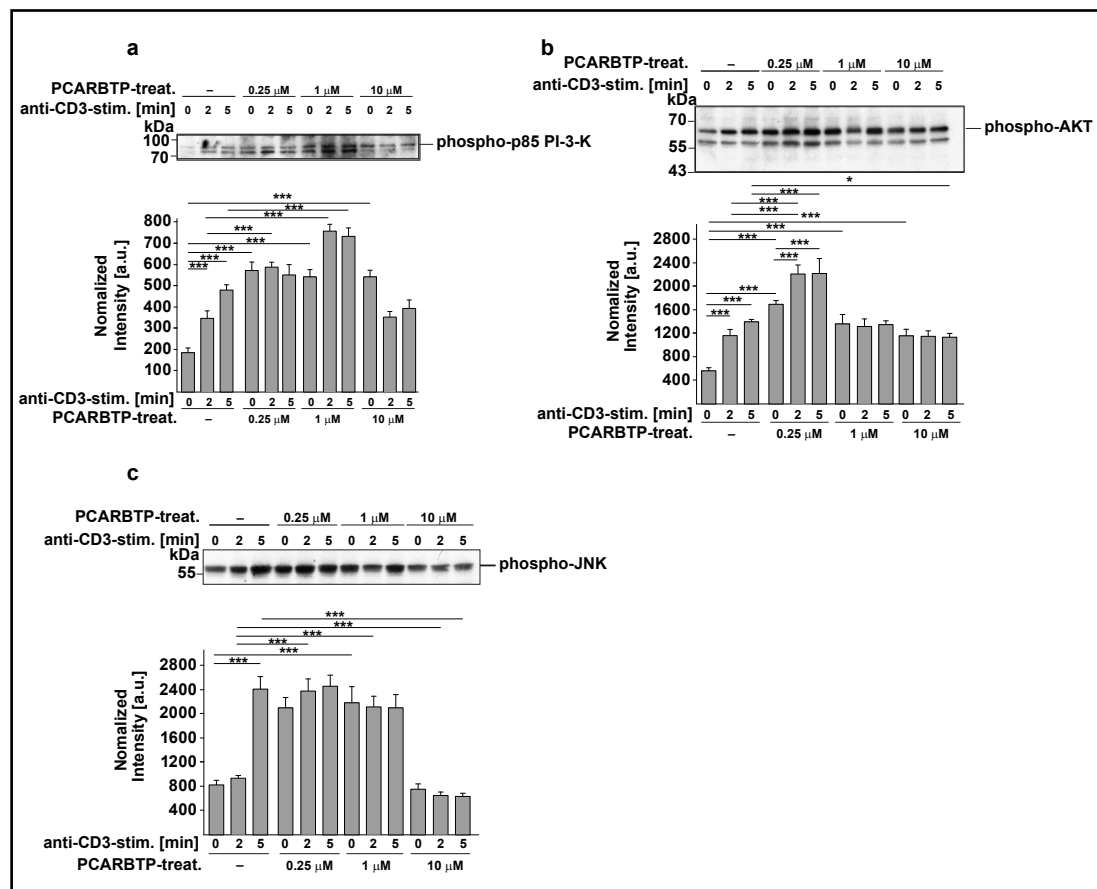 a
PCARBTP-treat. – 0.25 μM 1 μM 10 μM
anti-CD3-stim. [min] 0 2 5 0 2 5 0 2 5 0 2 5
kDa
100
70
phospho-p85 PI-3-K
***
***
***
***
***
***
***
***
800
700
600
500
400
300
200
100
Nomalized
Intensity [a.u.]
anti-CD3-stim. [min] 0 2 5 0 2 5 0 2 5 0 2 5
PCARBTP-treat. – 0.25 μM 1 μM 10 μM
b
PCARBTP-treat. – 0.25 μM 1 μM 10 μM
anti-CD3-stim. [min] 0 2 5 0 2 5 0 2 5 0 2 5
kDa
70
55
43
phospho-AKT
*
***
***
***
***
***
***
***
***
***
***
***
2800
2400
2000
1600
1200
800
400
Nomalized
Intensity [a.u.]
anti-CD3-stim. [min] 0 2 5 0 2 5 0 2 5 0 2 5
PCARBTP-treat. – 0.25 μM 1 μM 10 μM
c
PCARBTP-treat. – 0.25 μM 1 μM 10 μM
anti-CD3-stim. [min] 0 2 5 0 2 5 0 2 5 0 2 5
kDa
55
phospho-JNK
***
***
***
***
***
***
2800
2400
2000
1600
1200
800
400
Nomalized
Intensity [a.u.]
anti-CD3-stim. [min] 0 2 5 0 2 5 0 2 5 0 2 5
PCARBTP-treat. – 0.25 μM 1 μM 10 μM